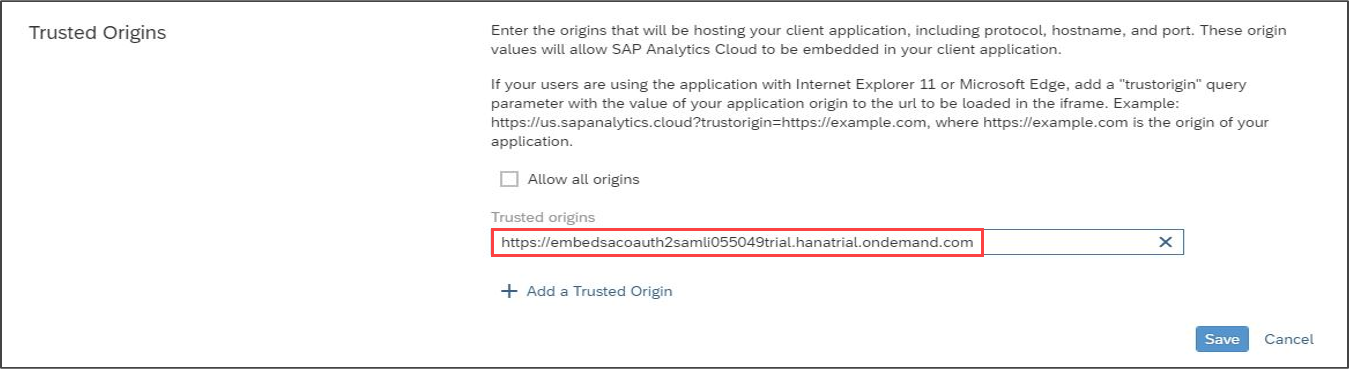 Trusted Origins
Enter the origins that will be hosting your client application, including protocol, hostname, and port. These origin
values will allow SAP Analytics Cloud to be embedded in your client application.
If your users are using the application with Internet Explorer 11 or Microsoft Edge, add a "trustorigin" query
parameter with the value of your application origin to the url to be loaded in the iframe. Example:
https://us.sapanalytics.cloud?trustorigin=https://example.com, where https://example.com is the origin of your
application.
Allow all origins
Trusted origins
https://embedsacoauth2samli055049trial.hanatrial.ondemand.com
Add a Trusted Origin
Save Cancel